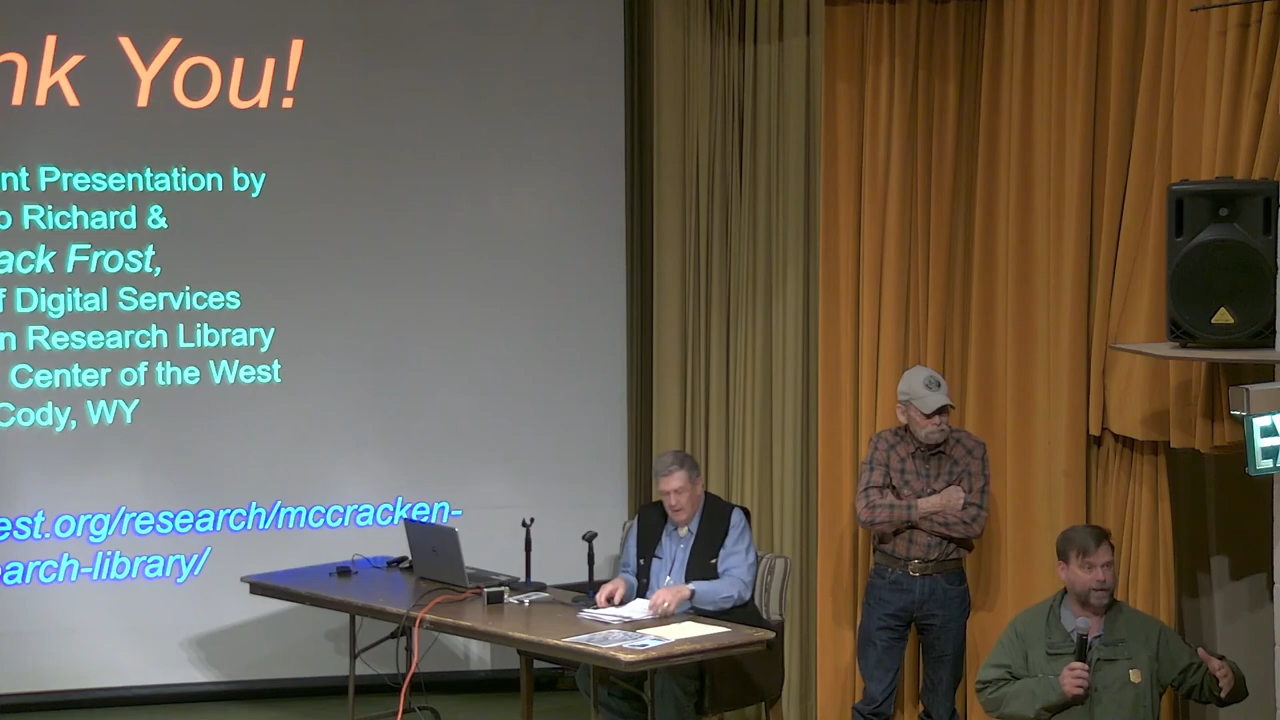 nk You!
nt Presentation by
o Richard &
ack Frost,
f Digital Services
n Research Library
Center of the West
Cody, WY
est.org/research/mccracken-
earch-library/
EX